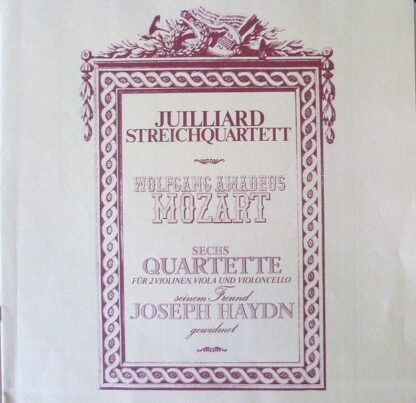 JUILLIARD
STREICHQUARTETT
WOLFGANG AMADEUS
MOZART
SECHS
QUARTETTE
FÜR 2 VIOLINEN, VIOLA UND VIOLONCELLO
seinem Freund
JOSEPH HAYDN
gewidmet